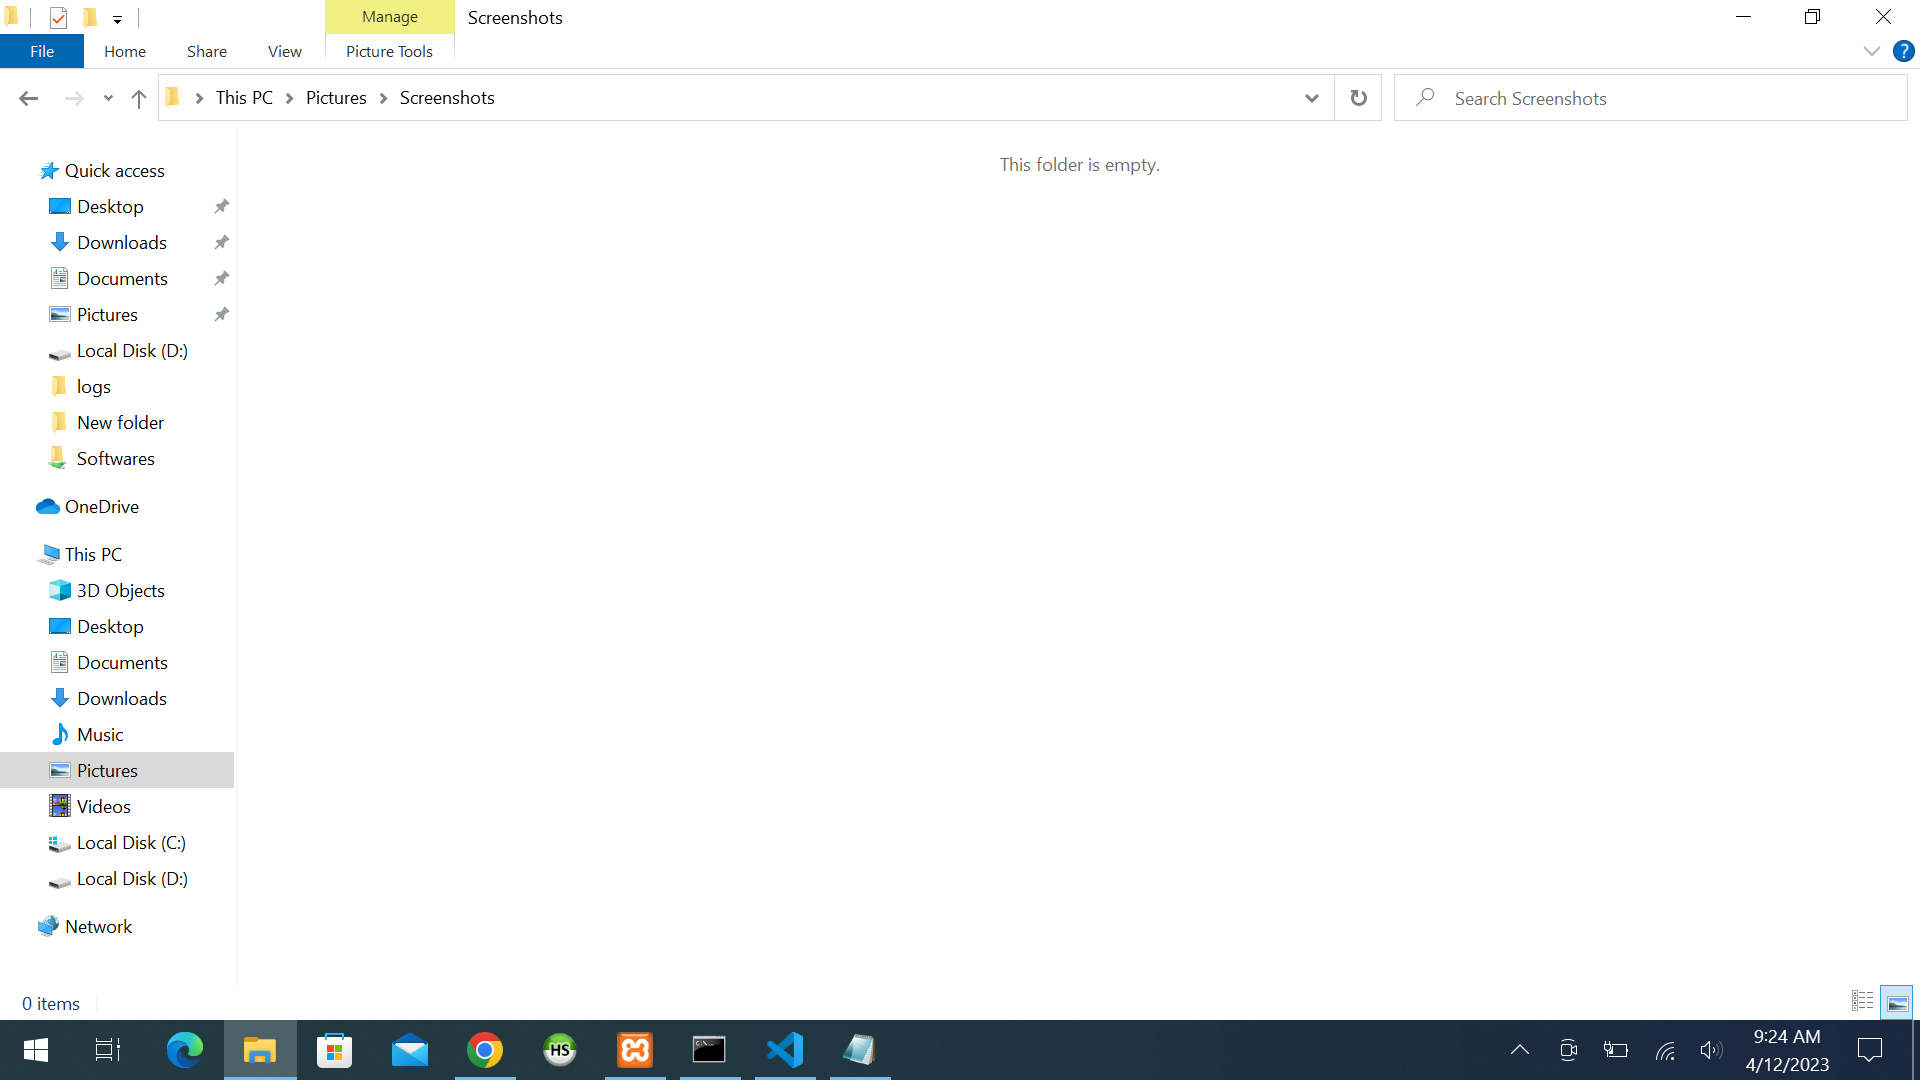 Manage
Screenshots
File
Home
Share
View
Picture Tools
?
This PC
Pictures
Screenshots
Search Screenshots
This folder is empty.
Quick access
Desktop
Downloads
Documents
Pictures
Local Disk (D:)
logs
New folder
Softwares
OneDrive
This PC
3D Objects
Desktop
Documents
Downloads
Music
Pictures
Videos
Local Disk (C:)
Local Disk (D:)
Network
0 items
HS
9:24 AM
4/12/2023